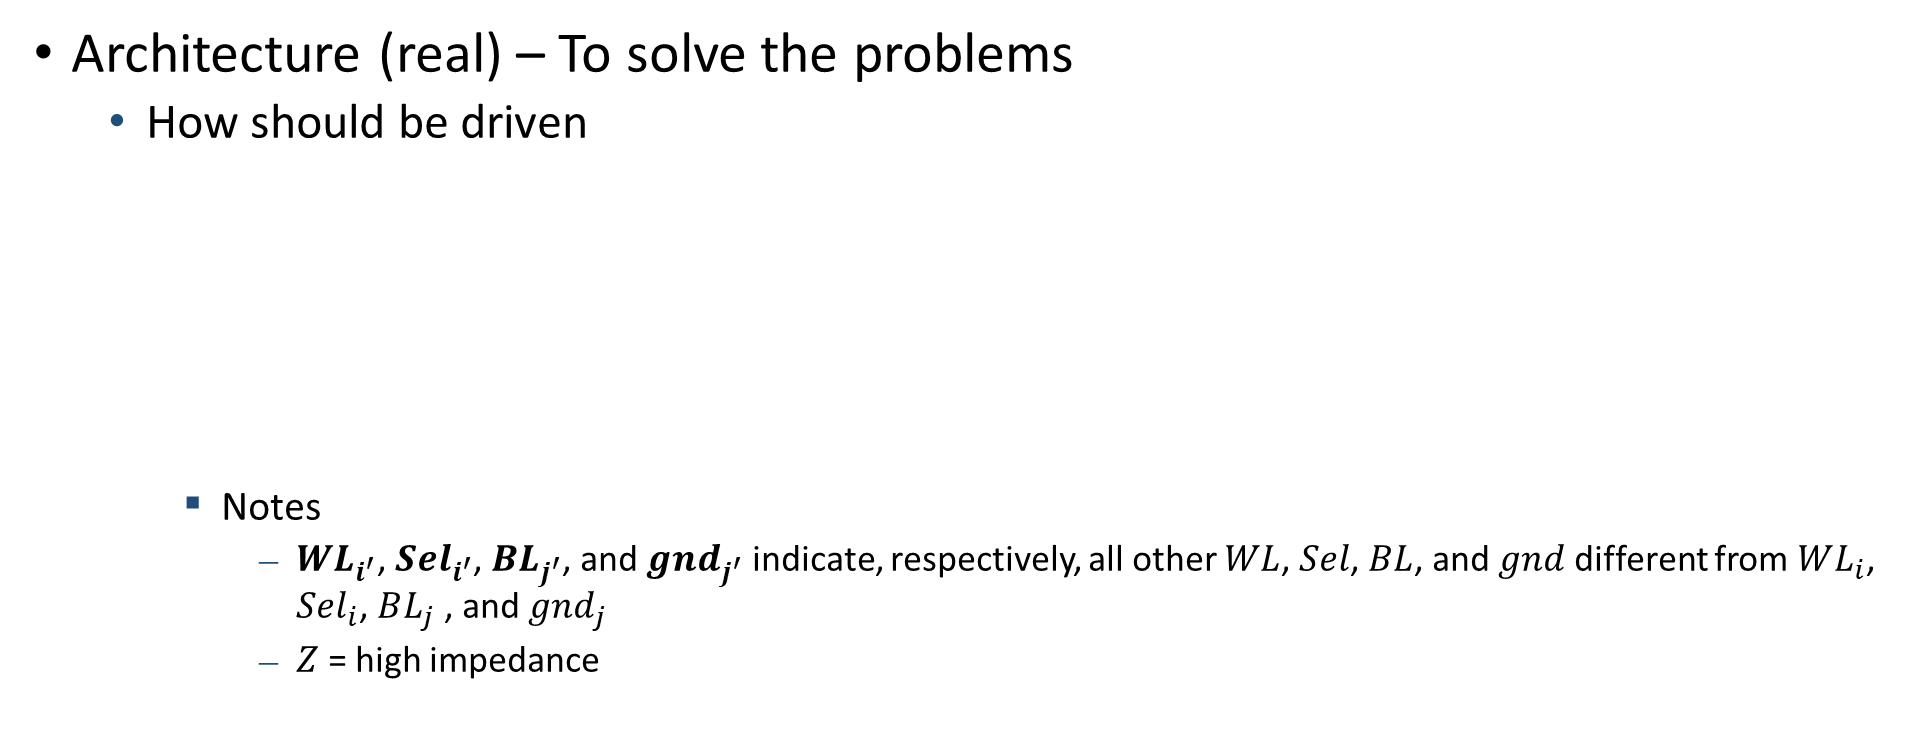 • Architecture (real) – To solve the problems
• How should be driven
▪ Notes
– WLi′, Seli′, BLj′, and gndj′ indicate, respectively, all other WL, Sel, BL, and gnd different from WLi,
Seli, BLj , and gndj
– Z = high impedance